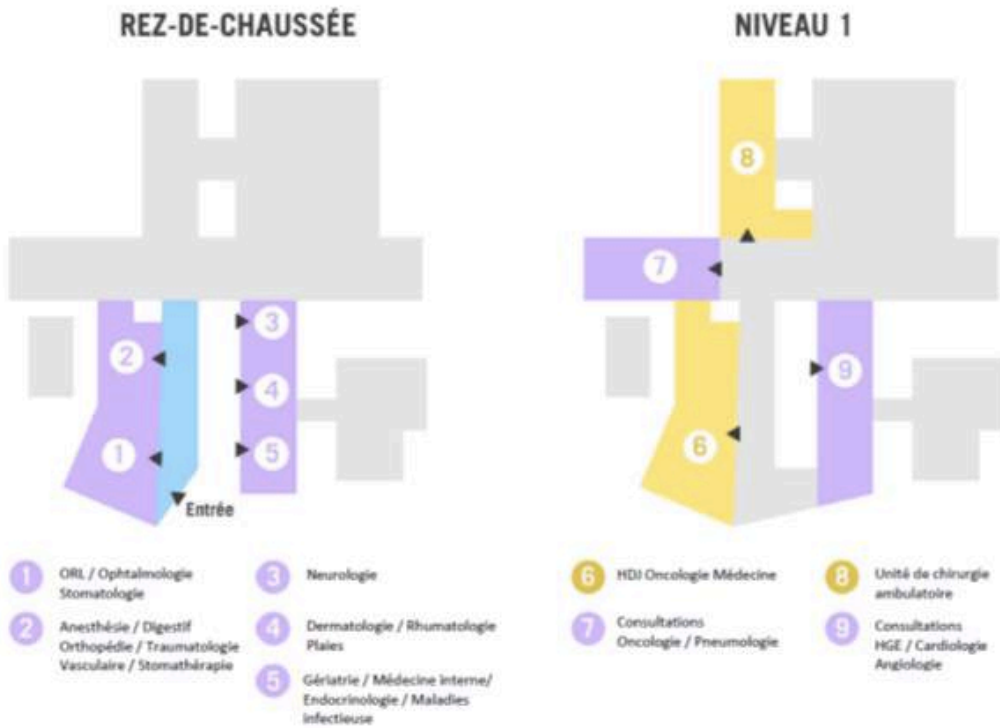 REZ-DE-CHAUSSÉE
NIVEAU 1
8
7
3
2
4
9
1
5
6
Entrée
1 ORL / Ophtalmologie
Stomatologie
2 Anesthésie / Digestif
Orthopédie / Traumatologie
Vasculaire / Stomathérapie
3 Neurologie
4 Dermatologie / Rhumatologie
Plaies
5 Gériatrie / Médecine interne/
Endocrinologie / Maladies
infectieuse
6 HDJ Oncologie Médecine
7 Consultations
Oncologie / Pneumologie
8 Unité de chirurgie
ambulatoire
9 Consultations
HGE / Cardiologie
Angiologie